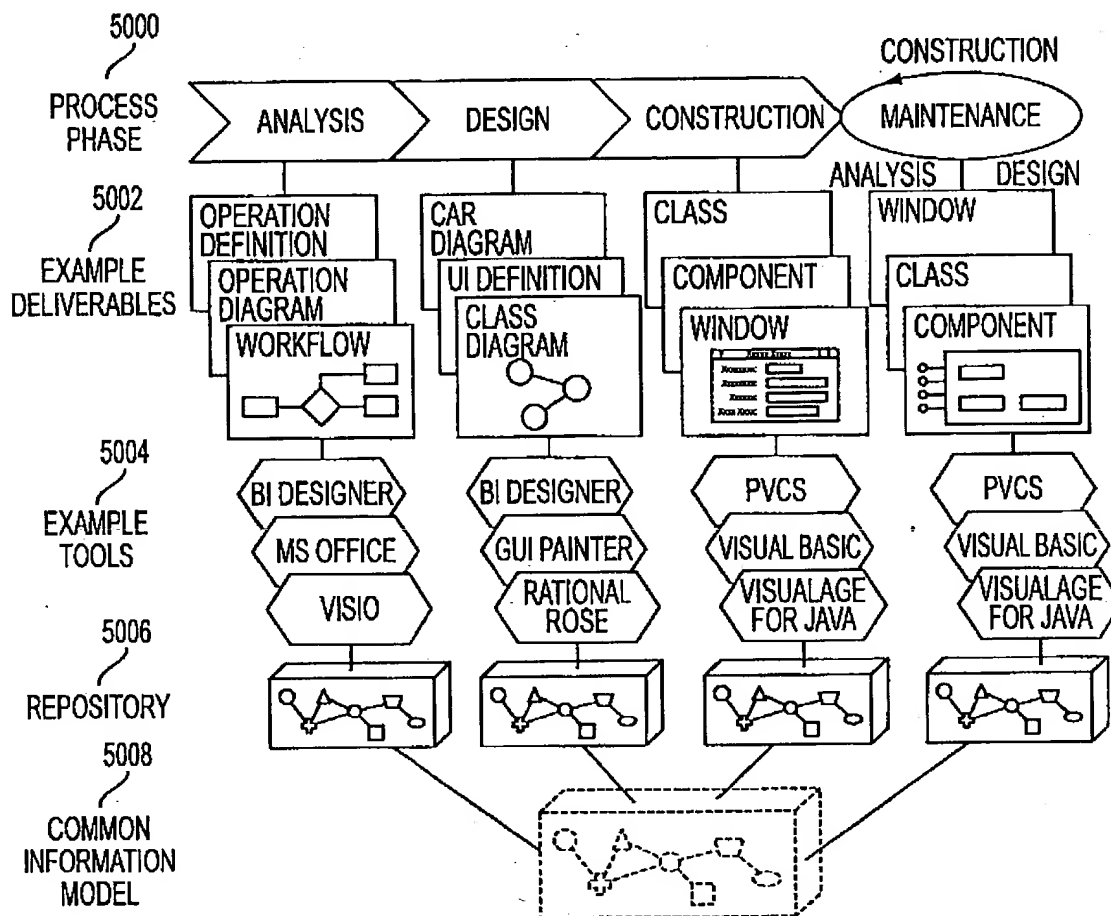 5000
PROCESS
PHASE
ANALYSIS
DESIGN
CONSTRUCTION
CONSTRUCTION
MAINTENANCE
ANALYSIS
DESIGN
5002
EXAMPLE
DELIVERABLES
OPERATION
DEFINITION
OPERATION
DIAGRAM
WORKFLOW
CAR
DIAGRAM
UI DEFINITION
CLASS
DIAGRAM
CLASS
COMPONENT
WINDOW
WINDOW
CLASS
COMPONENT
5004
EXAMPLE
TOOLS
BI DESIGNER
MS OFFICE
VISIO
BI DESIGNER
GUI PAINTER
RATIONAL
ROSE
PVCS
VISUAL BASIC
VISUALAGE
FOR JAVA
PVCS
VISUAL BASIC
VISUALAGE
FOR JAVA
5006
REPOSITORY
5008
COMMON
INFORMATION
MODEL